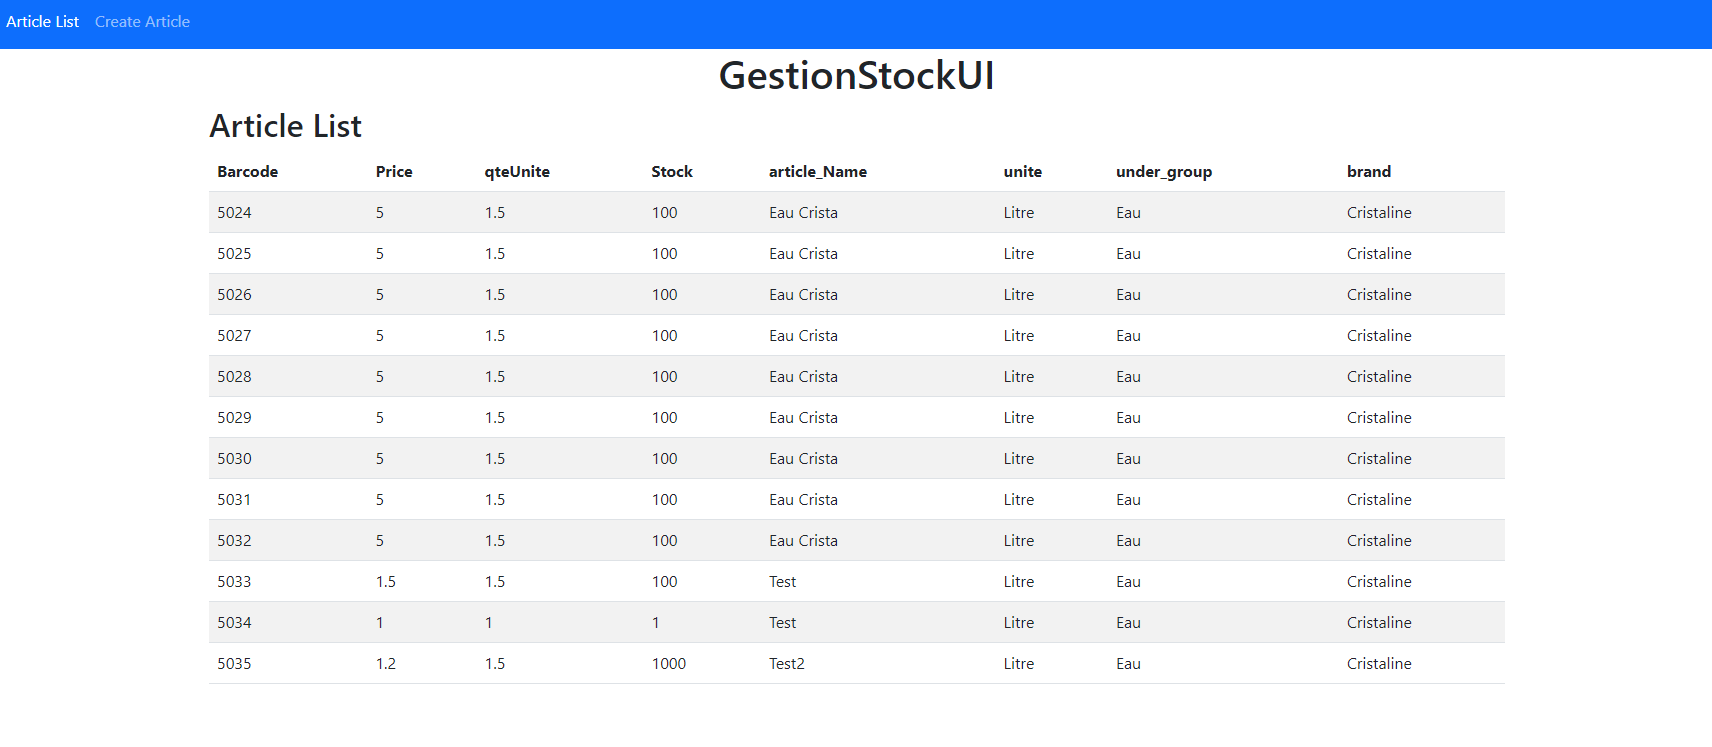 Article List Create Article
GestionStockUI
Article List
Barcode Price qteUnite Stock article_Name unite under_group brand
5024 5 1.5 100 Eau Crista Litre Eau Cristaline
5025 5 1.5 100 Eau Crista Litre Eau Cristaline
5026 5 1.5 100 Eau Crista Litre Eau Cristaline
5027 5 1.5 100 Eau Crista Litre Eau Cristaline
5028 5 1.5 100 Eau Crista Litre Eau Cristaline
5029 5 1.5 100 Eau Crista Litre Eau Cristaline
5030 5 1.5 100 Eau Crista Litre Eau Cristaline
5031 5 1.5 100 Eau Crista Litre Eau Cristaline
5032 5 1.5 100 Eau Crista Litre Eau Cristaline
5033 1.5 1.5 100 Test Litre Eau Cristaline
5034 1 1 1 Test Litre Eau Cristaline
5035 1.2 1.5 1000 Test2 Litre Eau Cristaline